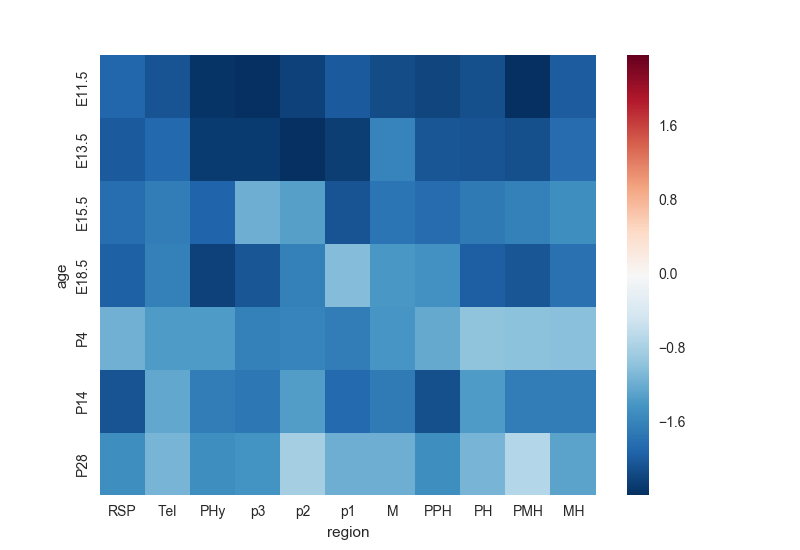 age
E11.5
E13.5
E15.5
E18.5
P4
P14
P28
RSP Tel PHy p3 p2 p1 M PPH PH PMH MH
region
1.6
0.8
0.0
−0.8
−1.6